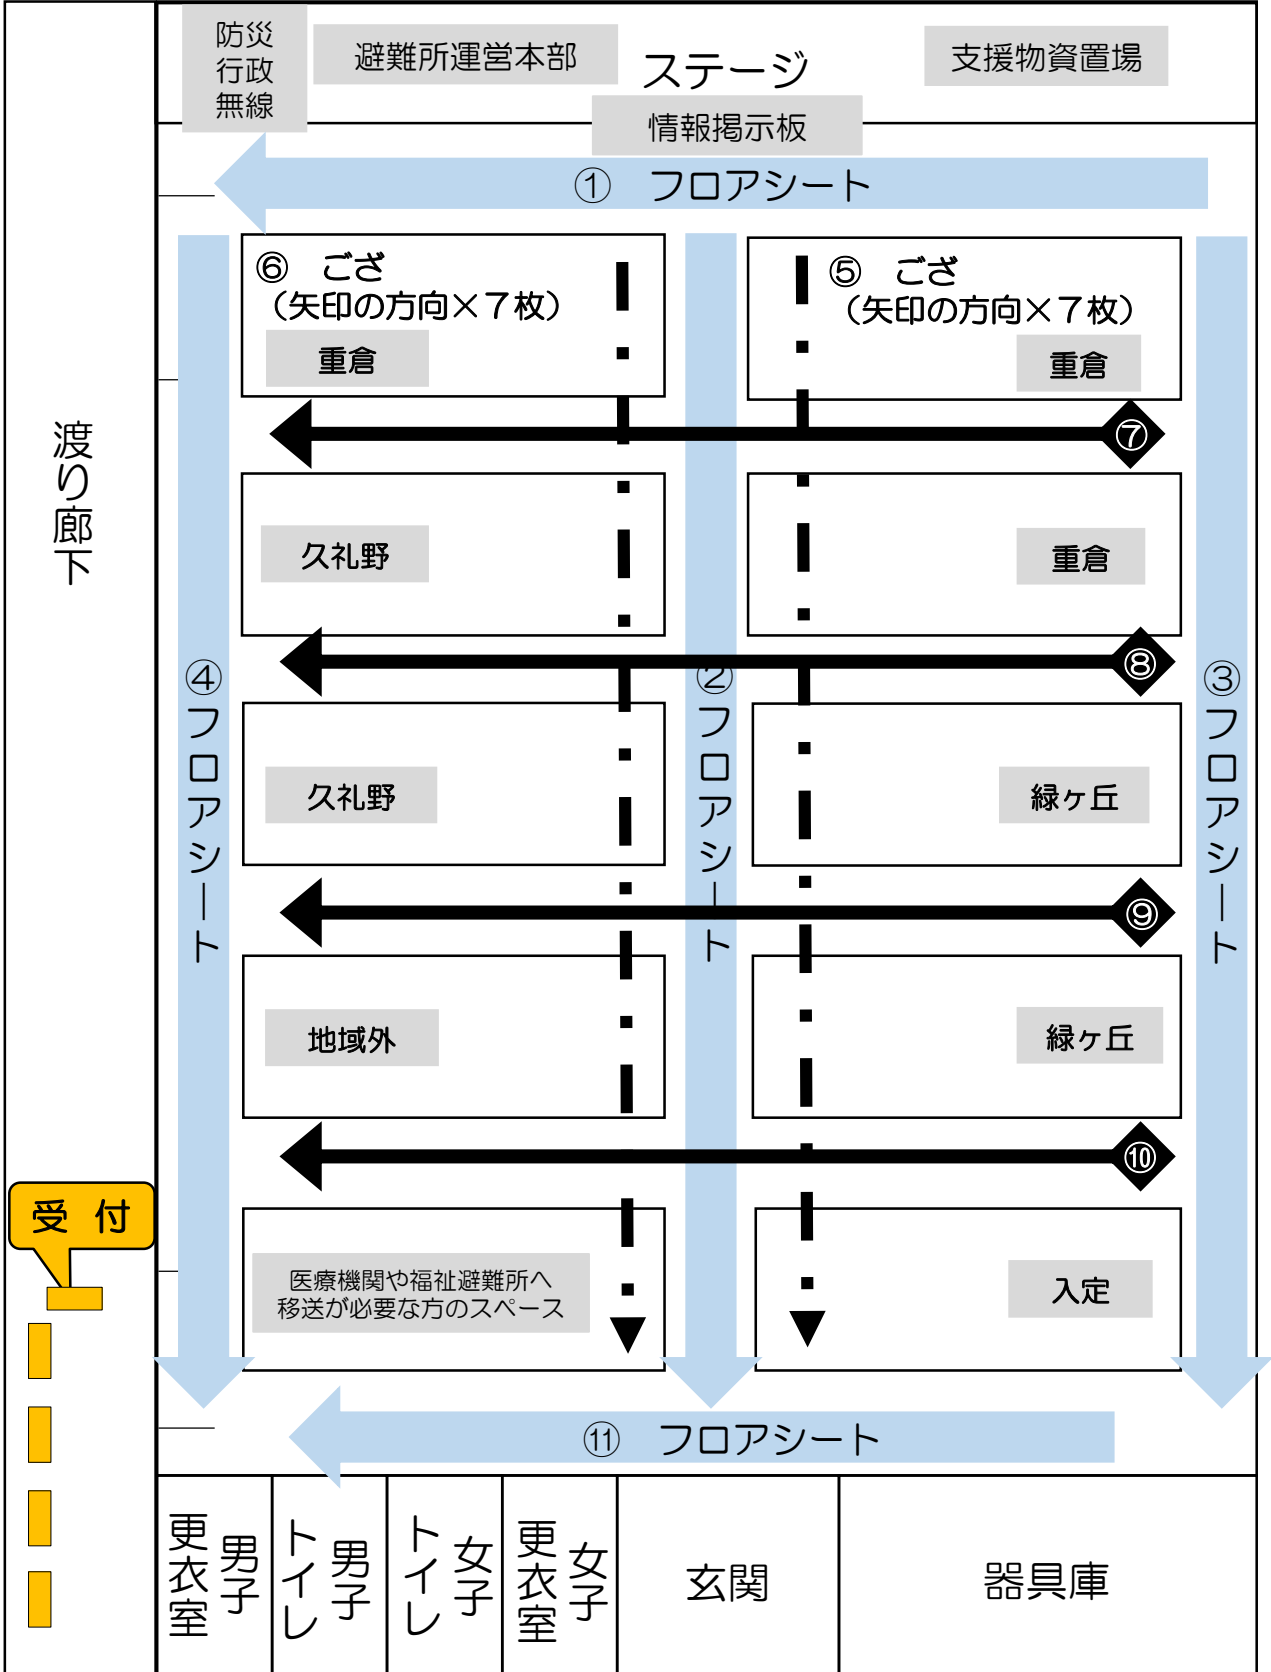 防災
行政
無線
避難所運営本部
ステージ
支援物資置場
情報掲示板
① フロアシート
⑥ ござ
（矢印の方向×７枚）
重倉
⑤ ござ
（矢印の方向×７枚）
重倉
⑦
渡り廊下
久礼野
重倉
⑧
④フロアシート
②フロアシート
③フロアシート
久礼野
緑ヶ丘
⑨
地域外
緑ヶ丘
⑩
受 付
医療機関や福祉避難所へ
移送が必要な方のスペース
入定
⑪ フロアシート
男子
更衣室
男子
トイレ
女子
トイレ
女子
更衣室
玄関
器具庫